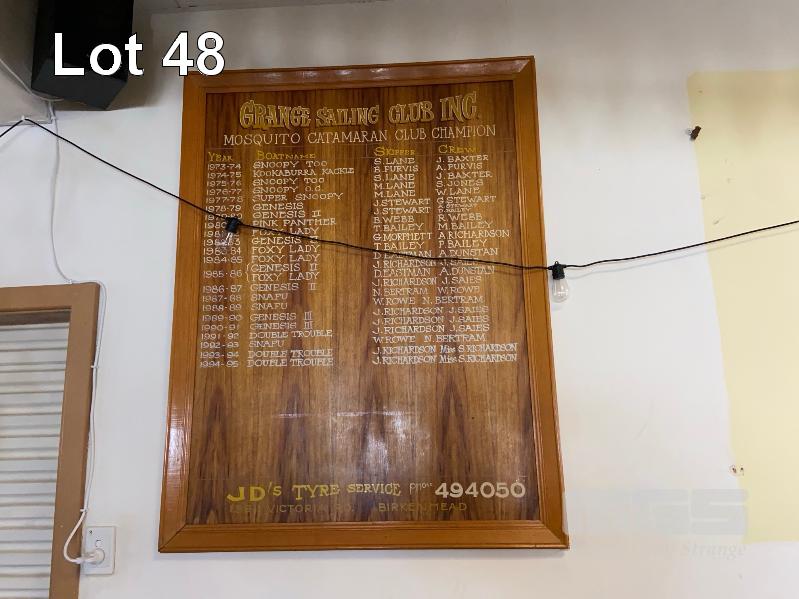 Lot 48
GRANGE SAILING CLUB INC.
MOSQUITO CATAMARAN CLUB CHAMPION
YEAR BOATNAME SKIPPER CREW
1973-74 SNOOPY TOO S. LANE J. BAXTER
1974-75 KOOKABURRA KACKLE B. PURVIS A. PURVIS
1975-76 SNOOPY TOO S. LANE J. BAXTER
1976-77 SNOOPY M. LANE S. JONES
1977-78 SUPER SNOOPY M. LANE W. LANE
1978-79 GENESIS J. STEWART G. STEWART
GENESIS II J. STEWART
PINK PANTHER B. WEBB R. WEBB
FOXY LADY T. BAILEY M. BAILEY
GENESIS G. MORPHETT A. RICHARDSON
1983-84 FOXY LADY T. BAILEY P. BAILEY
1984-85 FOXY LADY D. EASTMAN A. DUNSTAN
1985-86 GENESIS II J. RICHARDSON J. SAIES
FOXY LADY D. EASTMAN A. DUNSTAN
1986-87 GENESIS II J. RICHARDSON J. SAIES
1987-88 SNAFU N. BERTRAM W. ROWE
1988-89 SNAFU W. ROWE N. BERTRAM
1989-90 GENESIS III J. RICHARDSON J. SAIES
1990-91 GENESIS III J. RICHARDSON J. SAIES
1991-92 DOUBLE TROUBLE J. RICHARDSON J. SAIES
1992-93 SNAFU W. ROWE N. BERTRAM
1993-94 DOUBLE TROUBLE J. RICHARDSON MISS S. RICHARDSON
1994-95 DOUBLE TROUBLE J. RICHARDSON MISS S. RICHARDSON
JD'S TYRE SERVICE PHONE 494050
VICTORIA RD. BIRKENHEAD
Strange